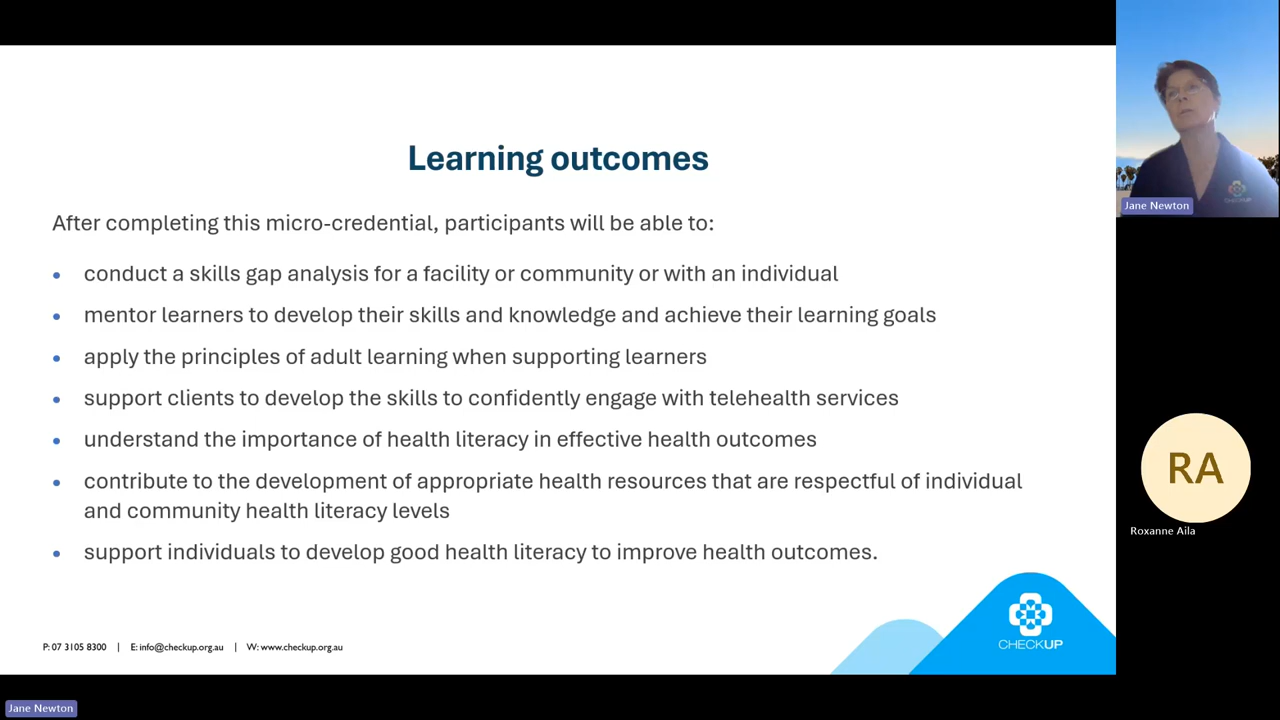 Learning outcomes
After completing this micro-credential, participants will be able to:
• conduct a skills gap analysis for a facility or community or with an individual
• mentor learners to develop their skills and knowledge and achieve their learning goals
• apply the principles of adult learning when supporting learners
• support clients to develop the skills to confidently engage with telehealth services
• understand the importance of health literacy in effective health outcomes
• contribute to the development of appropriate health resources that are respectful of individual
and community health literacy levels
• support individuals to develop good health literacy to improve health outcomes.
P: 07 3105 8300 | E: info@checkup.org.au | W: www.checkup.org.au
CHECKUP
CHECKUP
Jane Newton
RA
Roxanne Aila
Jane Newton